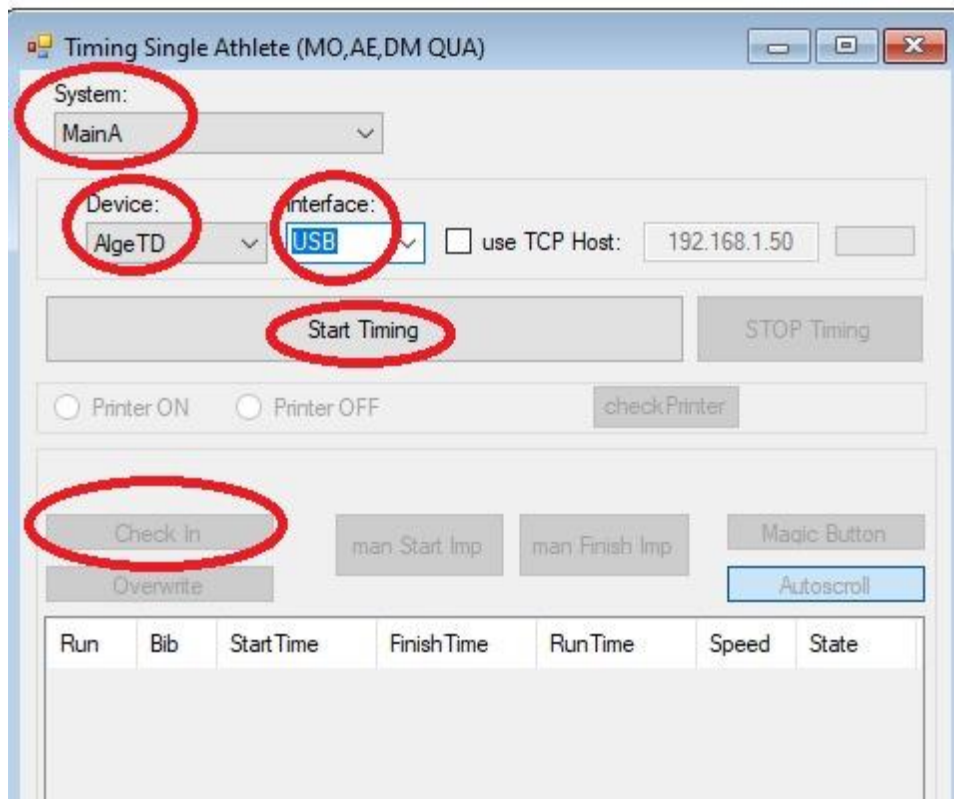 Timing Single Athlete (MO,AE,DM QUA)
System:
MainA
Device: Interface:
AlgeTD USB use TCP Host: 192.168.1.50
Start Timing STOP Timing
Printer ON Printer OFF checkPrinter
Check In man Start Imp man Finish Imp Magic Button
Overwrite Autoscroll
Run Bib StartTime FinishTime RunTime Speed State